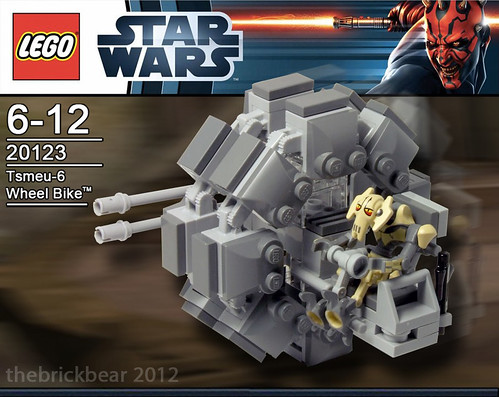 LEGO
STAR
WARS
6-12
20123
Tsmeu-6
Wheel Bike™
thebrickbear 2012